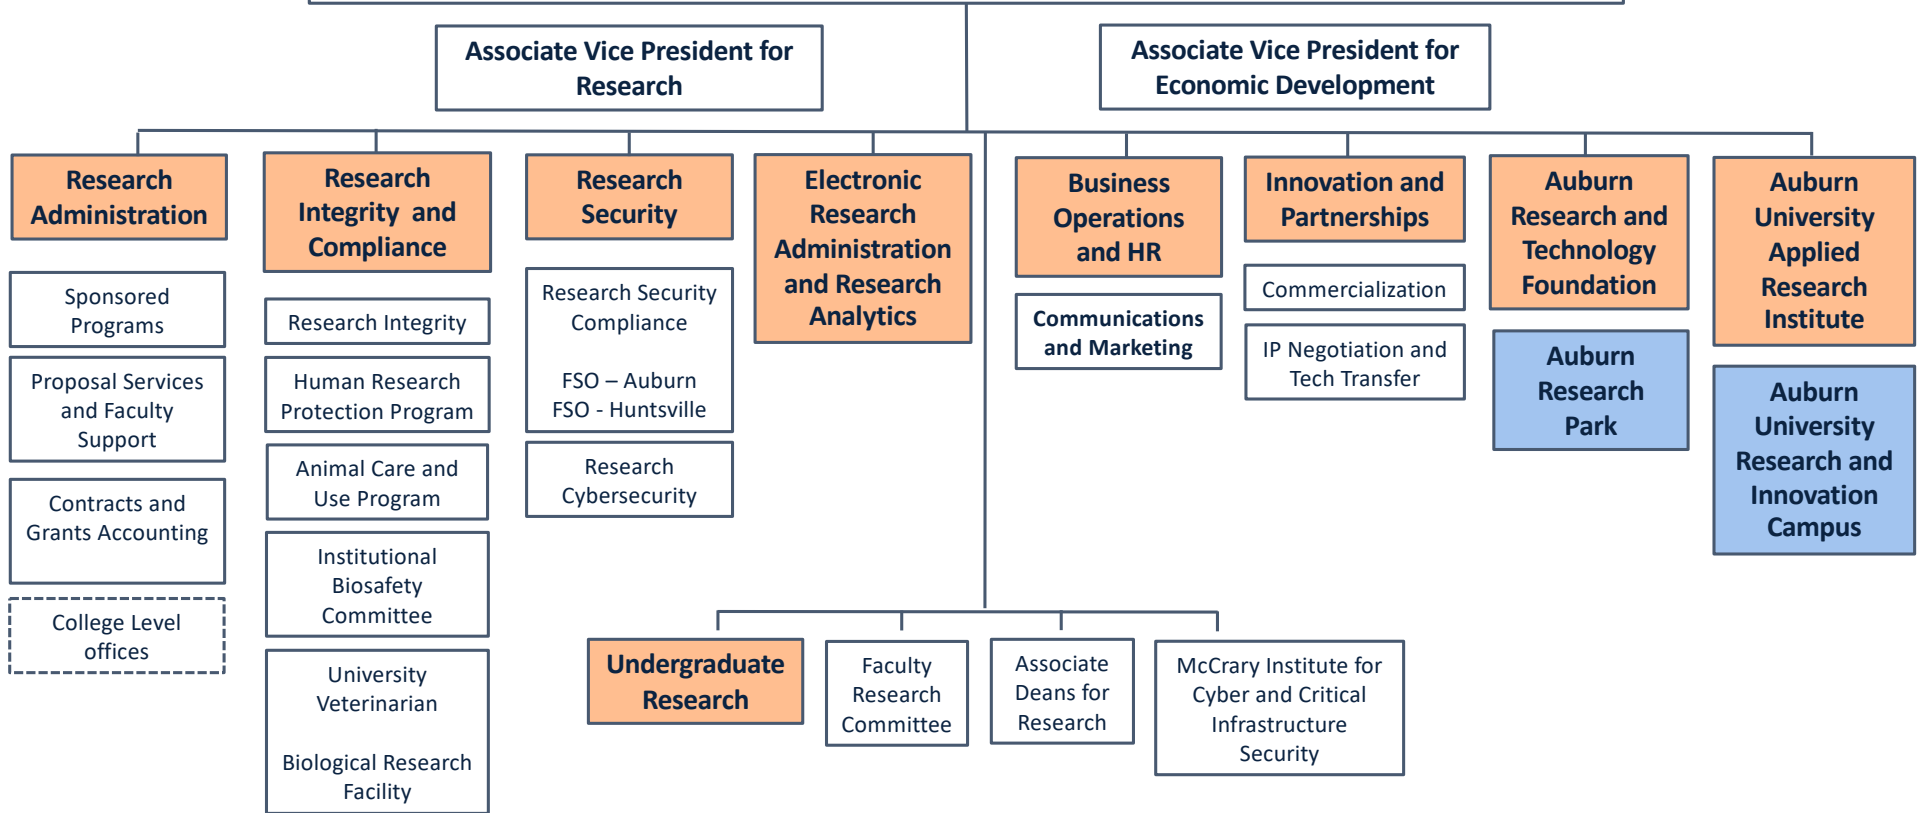 Associate Vice President for
Research
Associate Vice President for
Economic Development
Research
Administration
Sponsored
Programs
Proposal Services
and Faculty
Support
Contracts and
Grants Accounting
College Level
offices
Research
Integrity and
Compliance
Research Integrity
Human Research
Protection Program
Animal Care and
Use Program
Institutional
Biosafety
Committee
University
Veterinarian
Biological Research
Facility
Research
Security
Research Security
Compliance
FSO – Auburn
FSO - Huntsville
Research
Cybersecurity
Electronic
Research
Administration
and Research
Analytics
Business
Operations
and HR
Communications
and Marketing
Innovation and
Partnerships
Commercialization
IP Negotiation and
Tech Transfer
Auburn
Research and
Technology
Foundation
Auburn
Research
Park
Auburn
University
Applied
Research
Institute
Auburn
University
Research and
Innovation
Campus
Undergraduate
Research
Faculty
Research
Committee
Associate
Deans for
Research
McCrary Institute for
Cyber and Critical
Infrastructure
Security